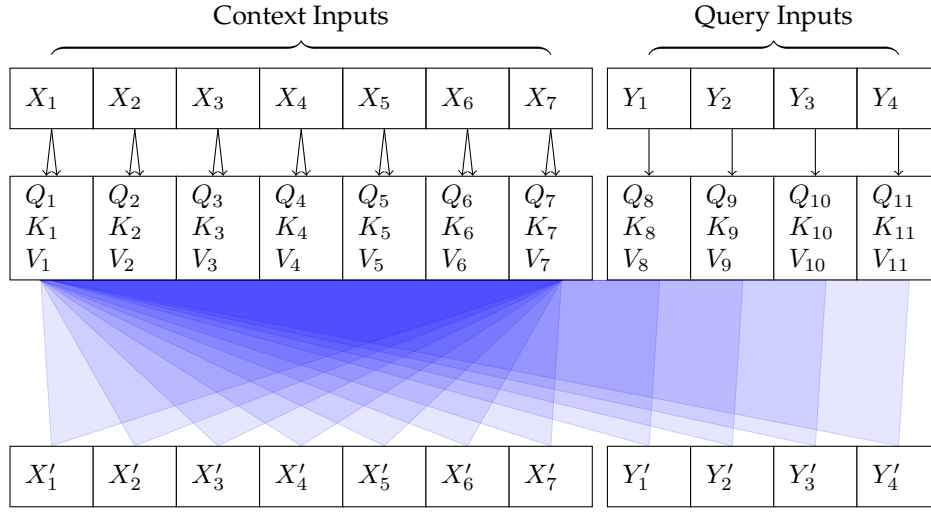 Context Inputs Query Inputs
X₁ X₂ X₃ X₄ X₅ X₆ X₇ Y₁ Y₂ Y₃ Y₄
Q₁ Q₂ Q₃ Q₄ Q₅ Q₆ Q₇ Q₈ Q₉ Q₁₀ Q₁₁
K₁ K₂ K₃ K₄ K₅ K₆ K₇ K₈ K₉ K₁₀ K₁₁
V₁ V₂ V₃ V₄ V₅ V₆ V₇ V₈ V₉ V₁₀ V₁₁
X′₁ X′₂ X′₃ X′₄ X′₅ X′₆ X′₇ Y′₁ Y′₂ Y′₃ Y′₄